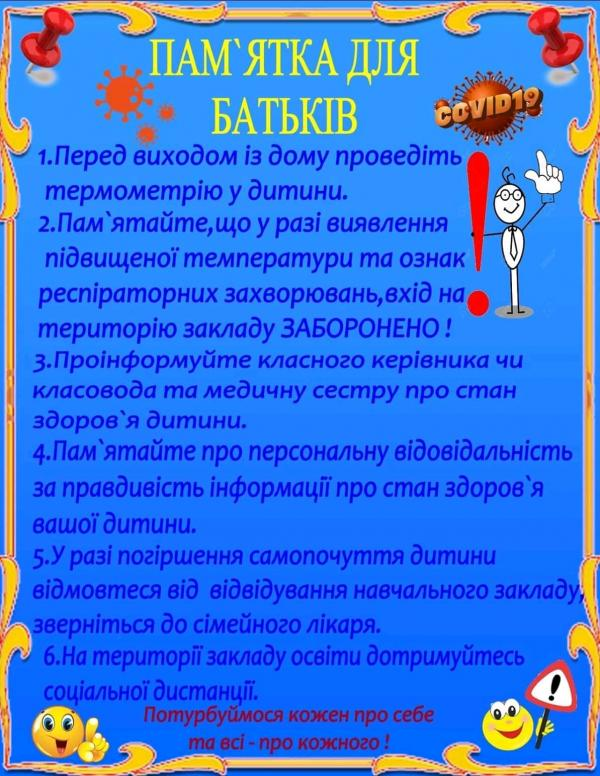 ПАМ`ЯТКА ДЛЯ
БАТЬКІВ
COVID19
1.Перед виходом із дому проведіть
термометрію у дитини.
2.Пам`ятайте,що у разі виявлення
підвищеної температури та ознак
респіраторних захворювань,вхід на
територію закладу ЗАБОРОНЕНО !
3.Проінформуйте класного керівника чи
класовода та медичну сестру про стан
здоров`я дитини.
4.Пам`ятайте про персональну відовідальність
за правдивість інформації про стан здоров`я
вашої дитини.
5.У разі погіршення самопочуття дитини
відмовтеся від відвідування навчального закладу,
зверніться до сімейного лікаря.
6.На території закладу освіти дотримуйтесь
соціальної дистанції.
Потурбуймося кожен про себе
та всі - про кожного !